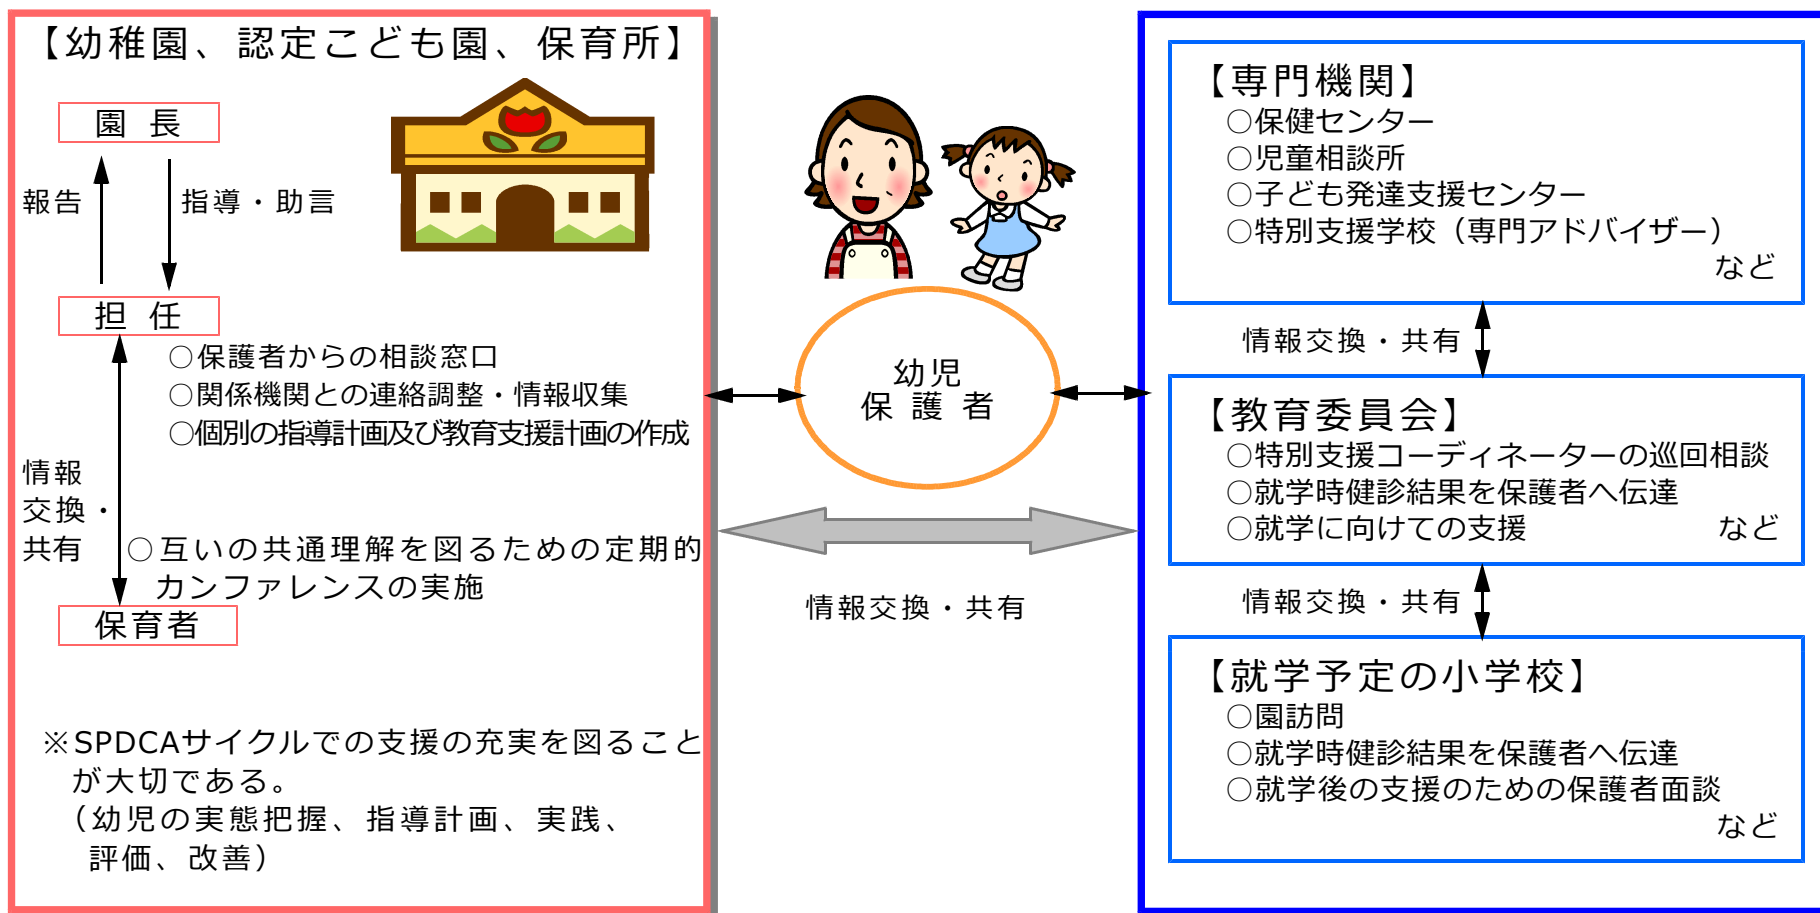 【幼稚園、認定こども園、保育所】
園 長
報告
指導・助言
担 任
○保護者からの相談窓口
○関係機関との連絡調整・情報収集
○個別の指導計画及び教育支援計画の作成
情報
交換・
共有
○互いの共通理解を図るための定期的
カンファレンスの実施
保育者
※SPDCAサイクルでの支援の充実を図ること
が大切である。
（幼児の実態把握、指導計画、実践、
評価、改善）
幼児
保 護 者
情報交換・共有
【専門機関】
○保健センター
○児童相談所
○子ども発達支援センター
○特別支援学校（専門アドバイザー）
など
情報交換・共有
【教育委員会】
○特別支援コーディネーターの巡回相談
○就学時健診結果を保護者へ伝達
○就学に向けての支援 など
情報交換・共有
【就学予定の小学校】
○園訪問
○就学時健診結果を保護者へ伝達
○就学後の支援のための保護者面談
など